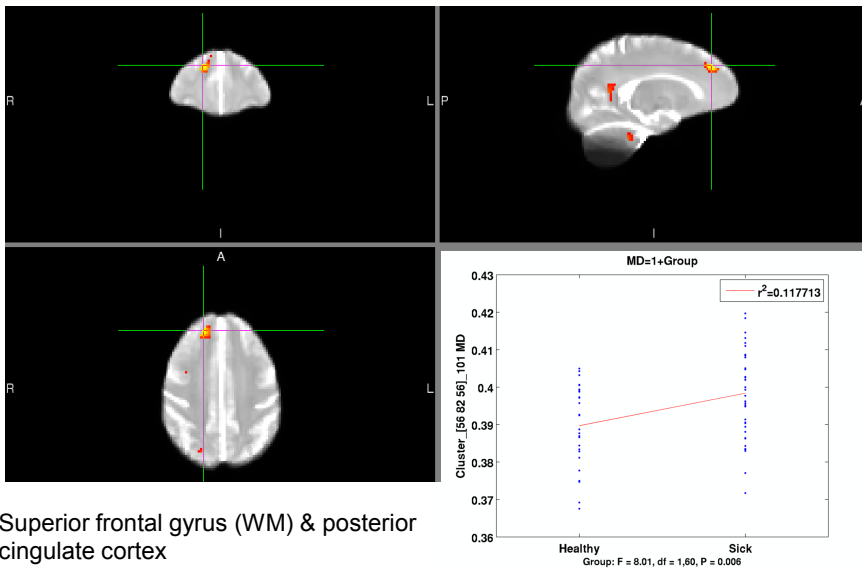 R
L
I
P
I
A
R
L
MD=1+Group
r2=0.117713
Cluster_[56 82 56]_101 MD
0.43
0.42
0.41
0.4
0.39
0.38
0.37
0.36
Healthy
Sick
Group: F = 8.01, df = 1,60, P = 0.006
Superior frontal gyrus (WM) & posterior
cingulate cortex